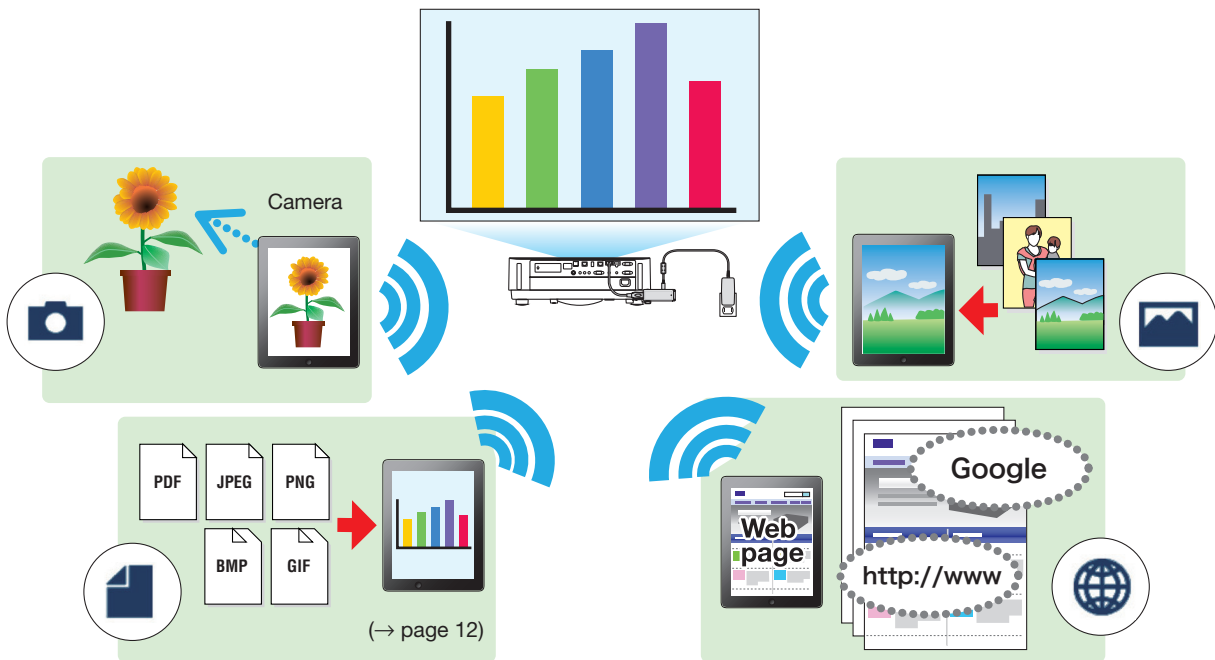 Camera
PDF
JPEG
PNG
BMP
GIF
(→ page 12)
Web
page
Google
http://www